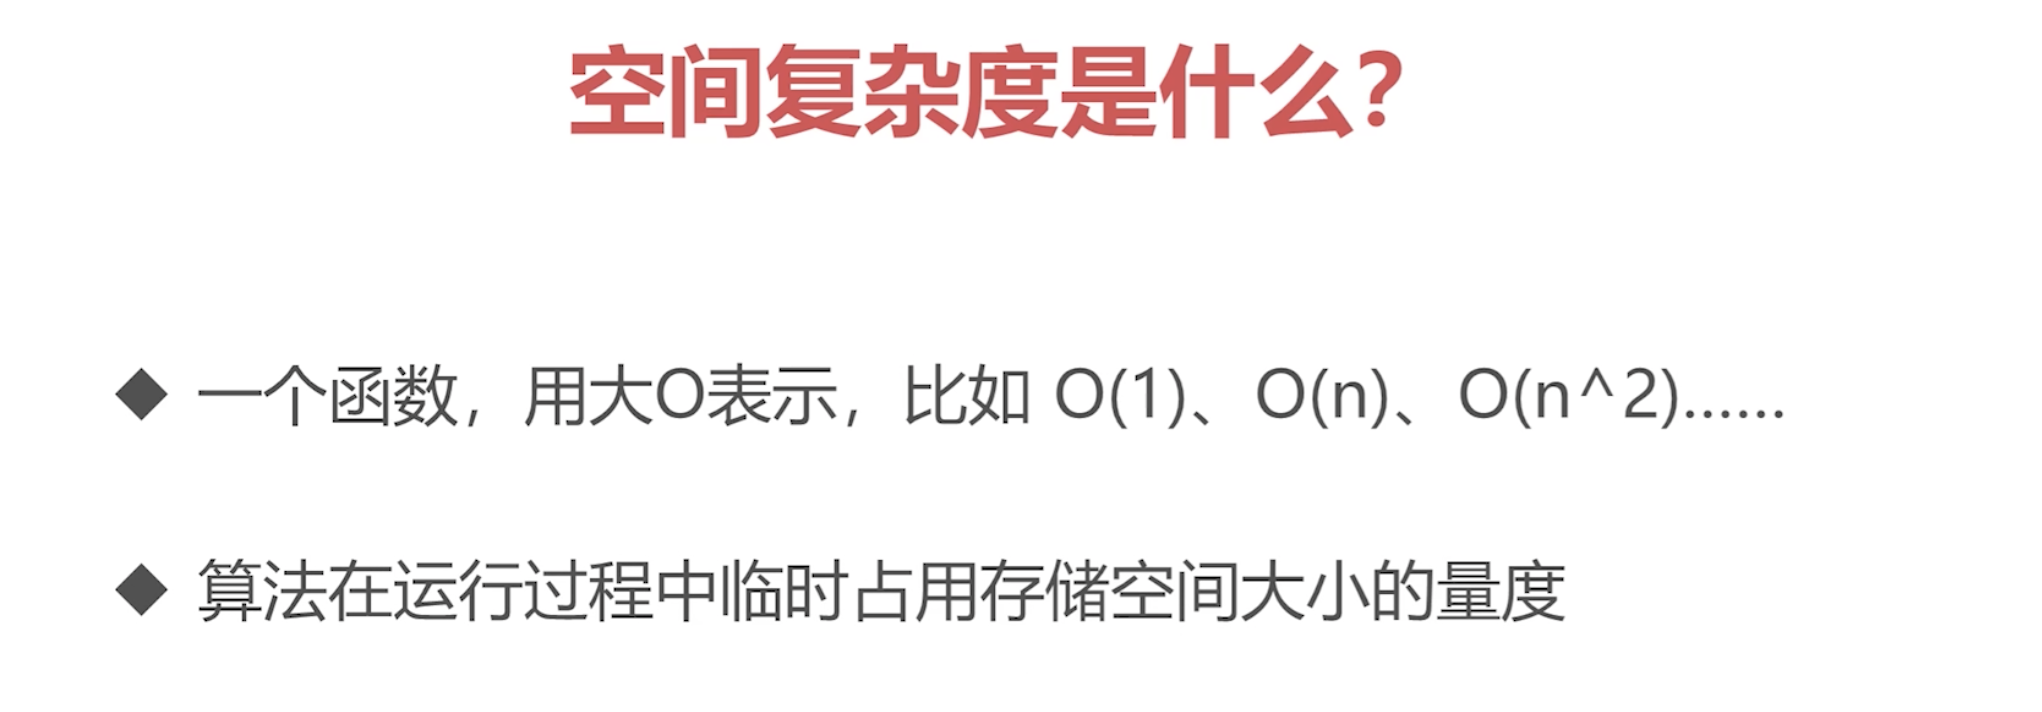 空间复杂度是什么?
◆ 一个函数，用大O表示，比如 O(1)、O(n)、O(n^2)......
◆ 算法在运行过程中临时占用存储空间大小的量度